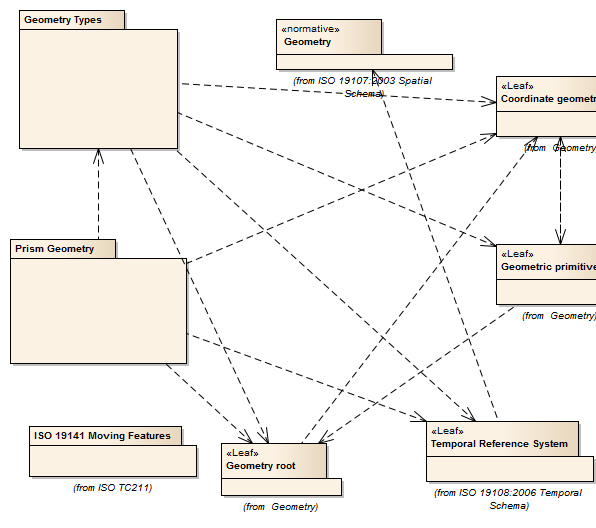 Geometry Types
«normative»
Geometry
(from ISO 19107:2003 Spatial
Schema)
«Leaf»
Coordinate geometr
(from Geometry
Prism Geometry
«Leaf»
Geometric primitive
(from Geometry)
ISO 19141 Moving Features
(from ISO TC211)
«Leaf»
Geometry root
(from Geometry)
«Leaf»
Temporal Reference System
(from ISO 19108:2006 Temporal
Schema)